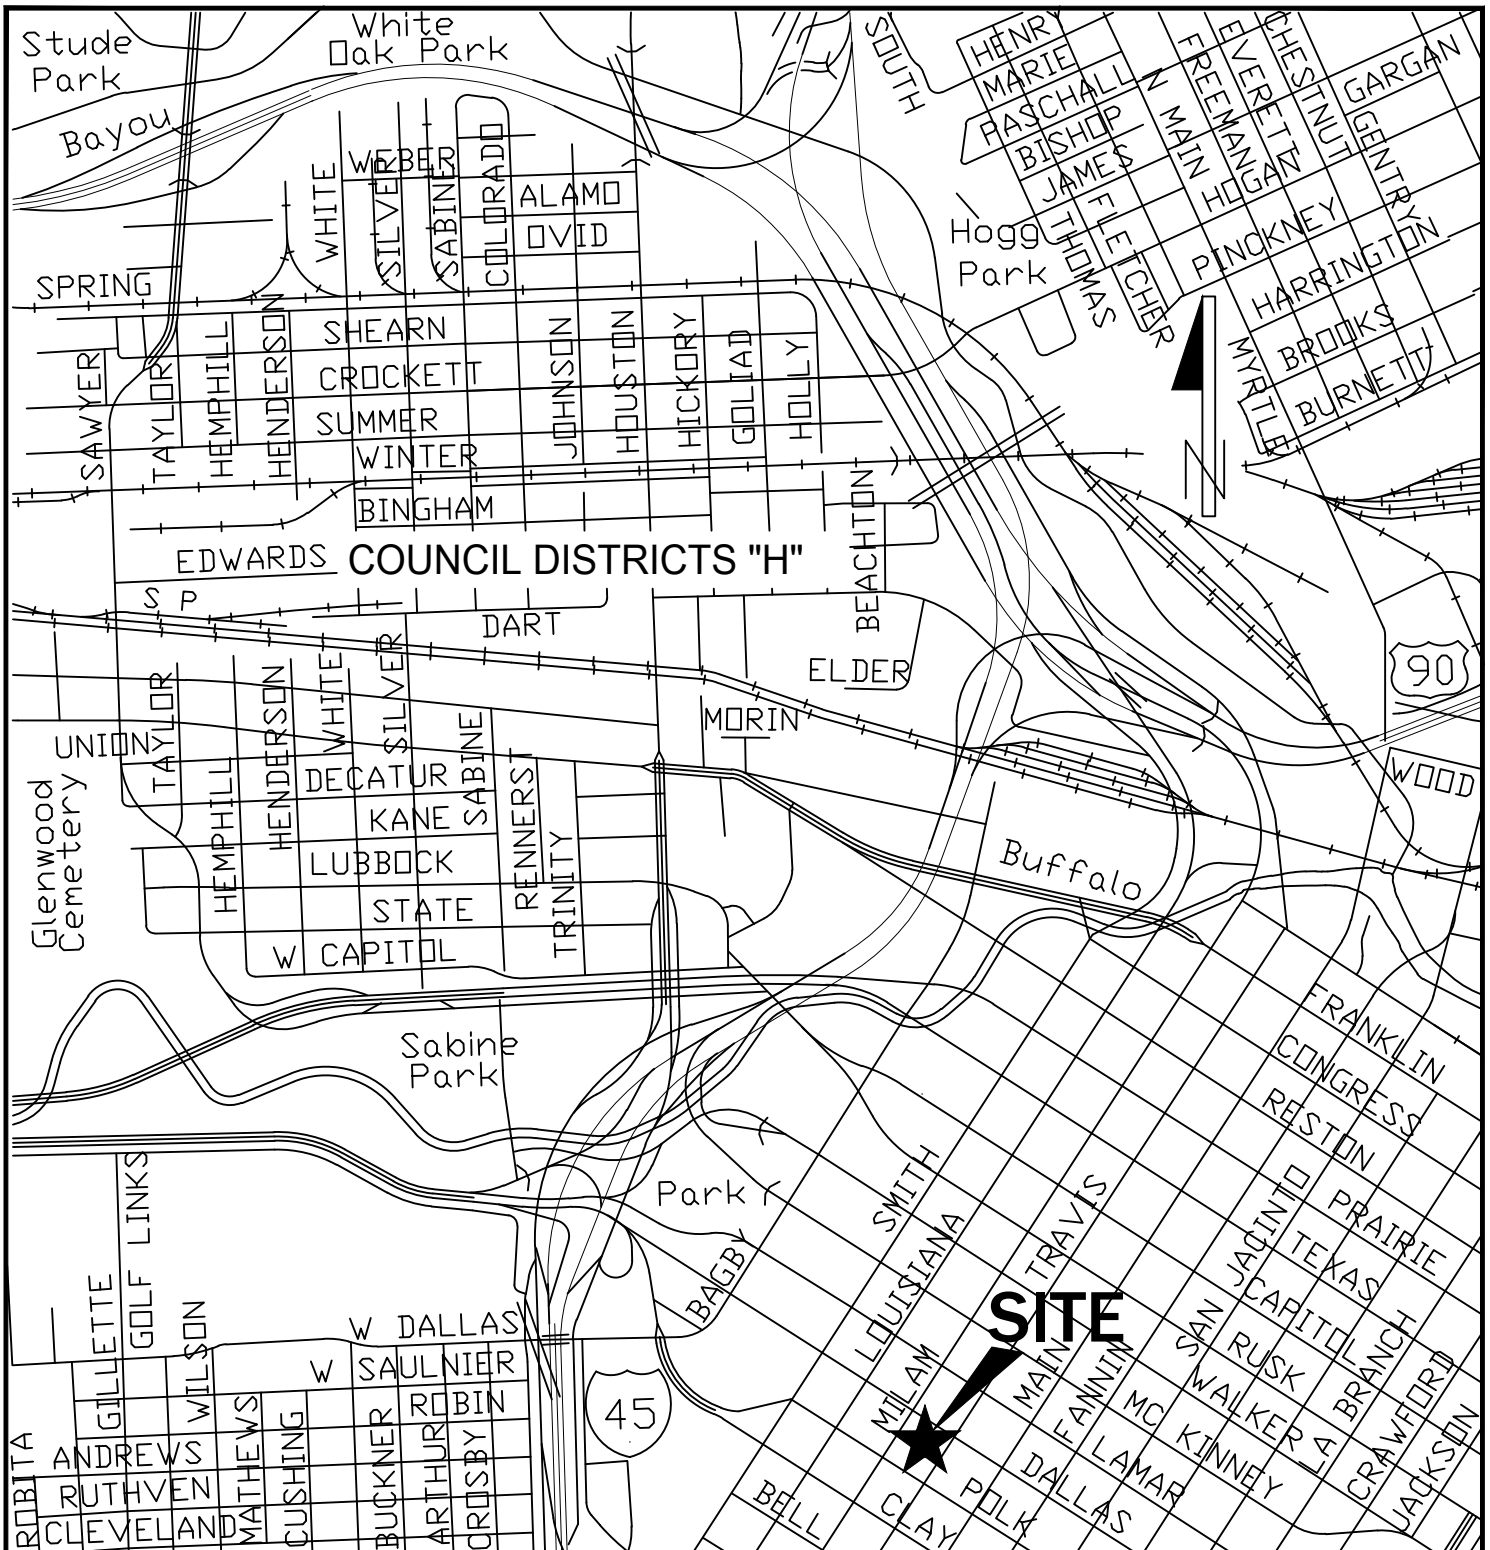 Stude
Park
White
Oak Park
Bayou
SOUTH
HENRY
MARIE
PASCHALL
BISHOP
JAMES
THOMAS
FLETCHER
N MAIN
FREEMAN
EVERETT
CHESTNUT
GENTRY
GARGAN
HOGAN
PINCKNEY
HARRINGTON
BROOKS
BURNETT
MYRTLE
Hogg
Park
WEBER
WHITE
SILVER
SABINE
COLORADO
ALAMO
OVID
SPRING
SHEARN
CROCKETT
SUMMER
WINTER
BINGHAM
SAWYER
TAYLOR
HEMPHILL
HENDERSON
JOHNSON
HOUSTON
HICKORY
GOLIAD
HOLLY
BEACHTON
N
EDWARDS
COUNCIL DISTRICTS "H"
S P
DART
ELDER
MORIN
90
WOOD
UNION
TAYLOR
HEMPHILL
HENDERSON
WHITE
SILVER
SABINE
RENNERST
TRINITY
DECATUR
KANE
LUBBOCK
STATE
W CAPITOL
Glenwood
Cemetery
Buffalo
Sabine
Park
Park
FRANKLIN
CONGRESS
PRESTON
PRAIRIE
TEXAS
CAPITOL
RUSK
WALKER
MC KINNEY
LAMAR
DALLAS
POLK
CLAY
BELL
BAGBY
SMITH
LOUISIANA
MILAM
TRAVIS
MAIN
FANNIN
SAN JACINTO
LA BRANCH
CRAWFORD
JACKSON
SITE
GILLETTE
GOLF LINKS
WILSON
W DALLAS
W SAULNIER
ROBIN
ANDREWS
RUTHVEN
CLEVELAND
ROBITA
MATHEWS
CUSHING
BUCKNER
ARTHUR
CROSBY
45